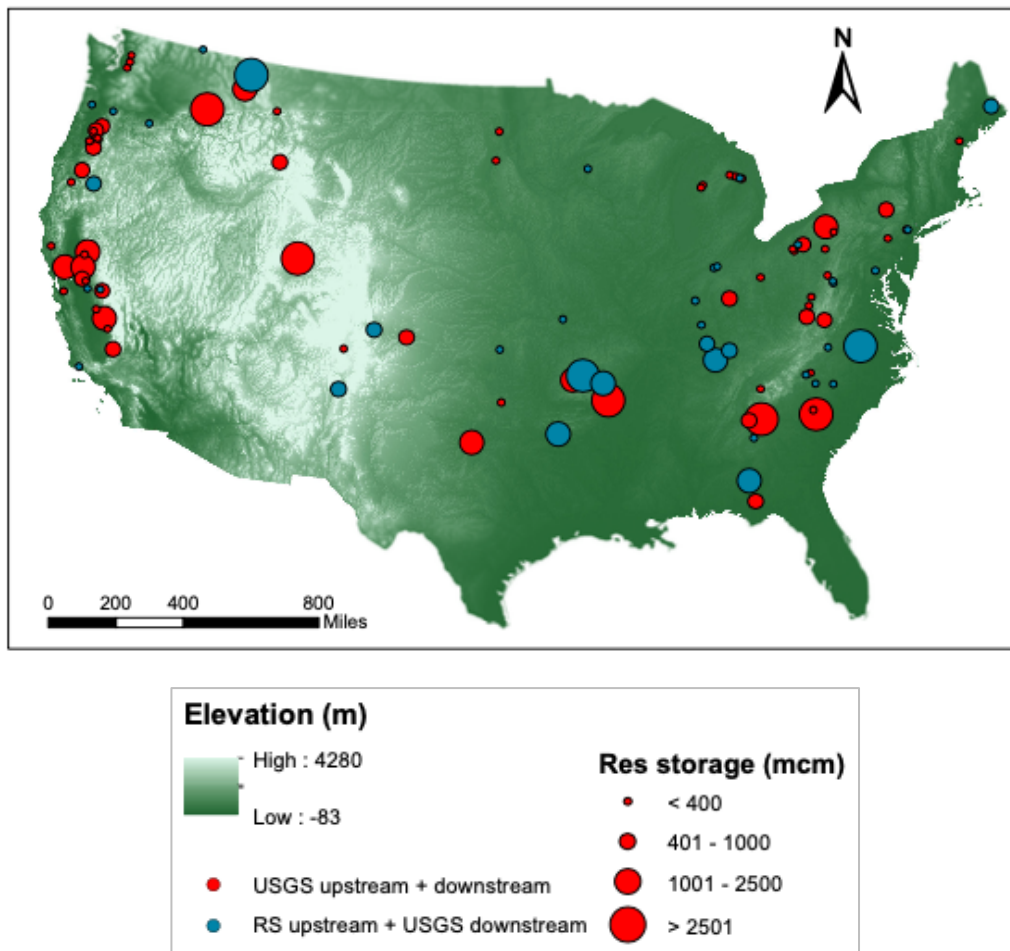 N
0 200 400 800
Miles
Elevation (m)
High : 4280
Low : -83
USGS upstream + downstream
RS upstream + USGS downstream
Res storage (mcm)
< 400
401 - 1000
1001 - 2500
> 2501